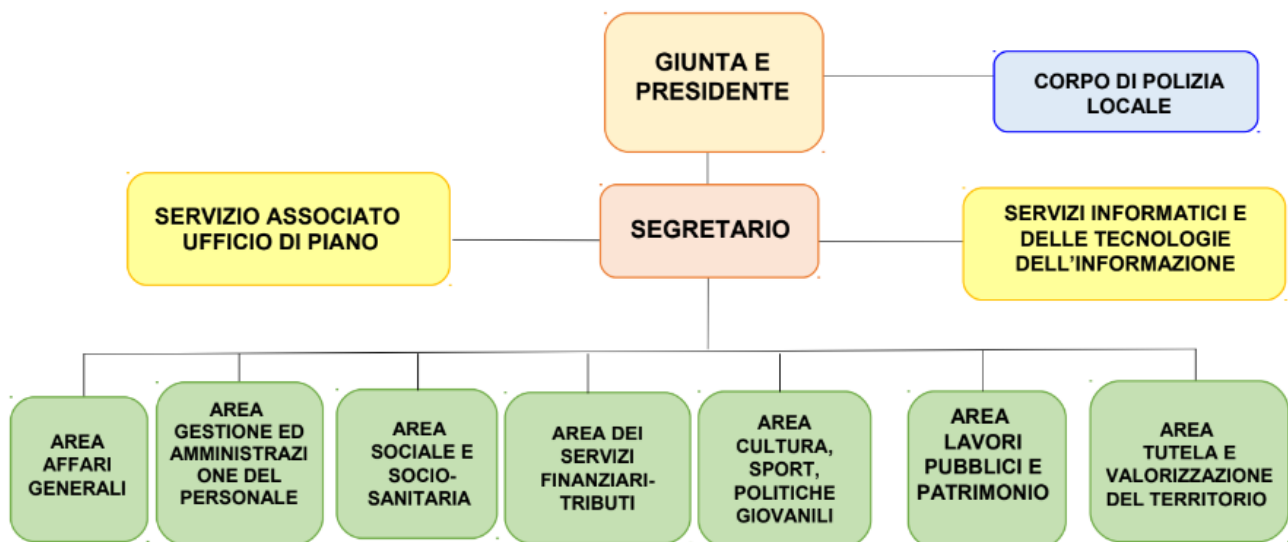 GIUNTA E
PRESIDENTE
CORPO DI POLIZIA
LOCALE
SERVIZIO ASSOCIATO
UFFICIO DI PIANO
SEGRETARIO
SERVIZI INFORMATICI E
DELLE TECNOLOGIE
DELL’INFORMAZIONE
AREA
AFFARI
GENERALI
AREA
GESTIONE ED
AMMINISTRAZI
ONE DEL
PERSONALE
AREA
SOCIALE E
SOCIO-
SANITARIA
AREA DEI
SERVIZI
FINANZIARI-
TRIBUTI
AREA
CULTURA,
SPORT,
POLITICHE
GIOVANILI
AREA
LAVORI
PUBBLICI E
PATRIMONIO
AREA
TUTELA E
VALORIZZAZIONE
DEL TERRITORIO